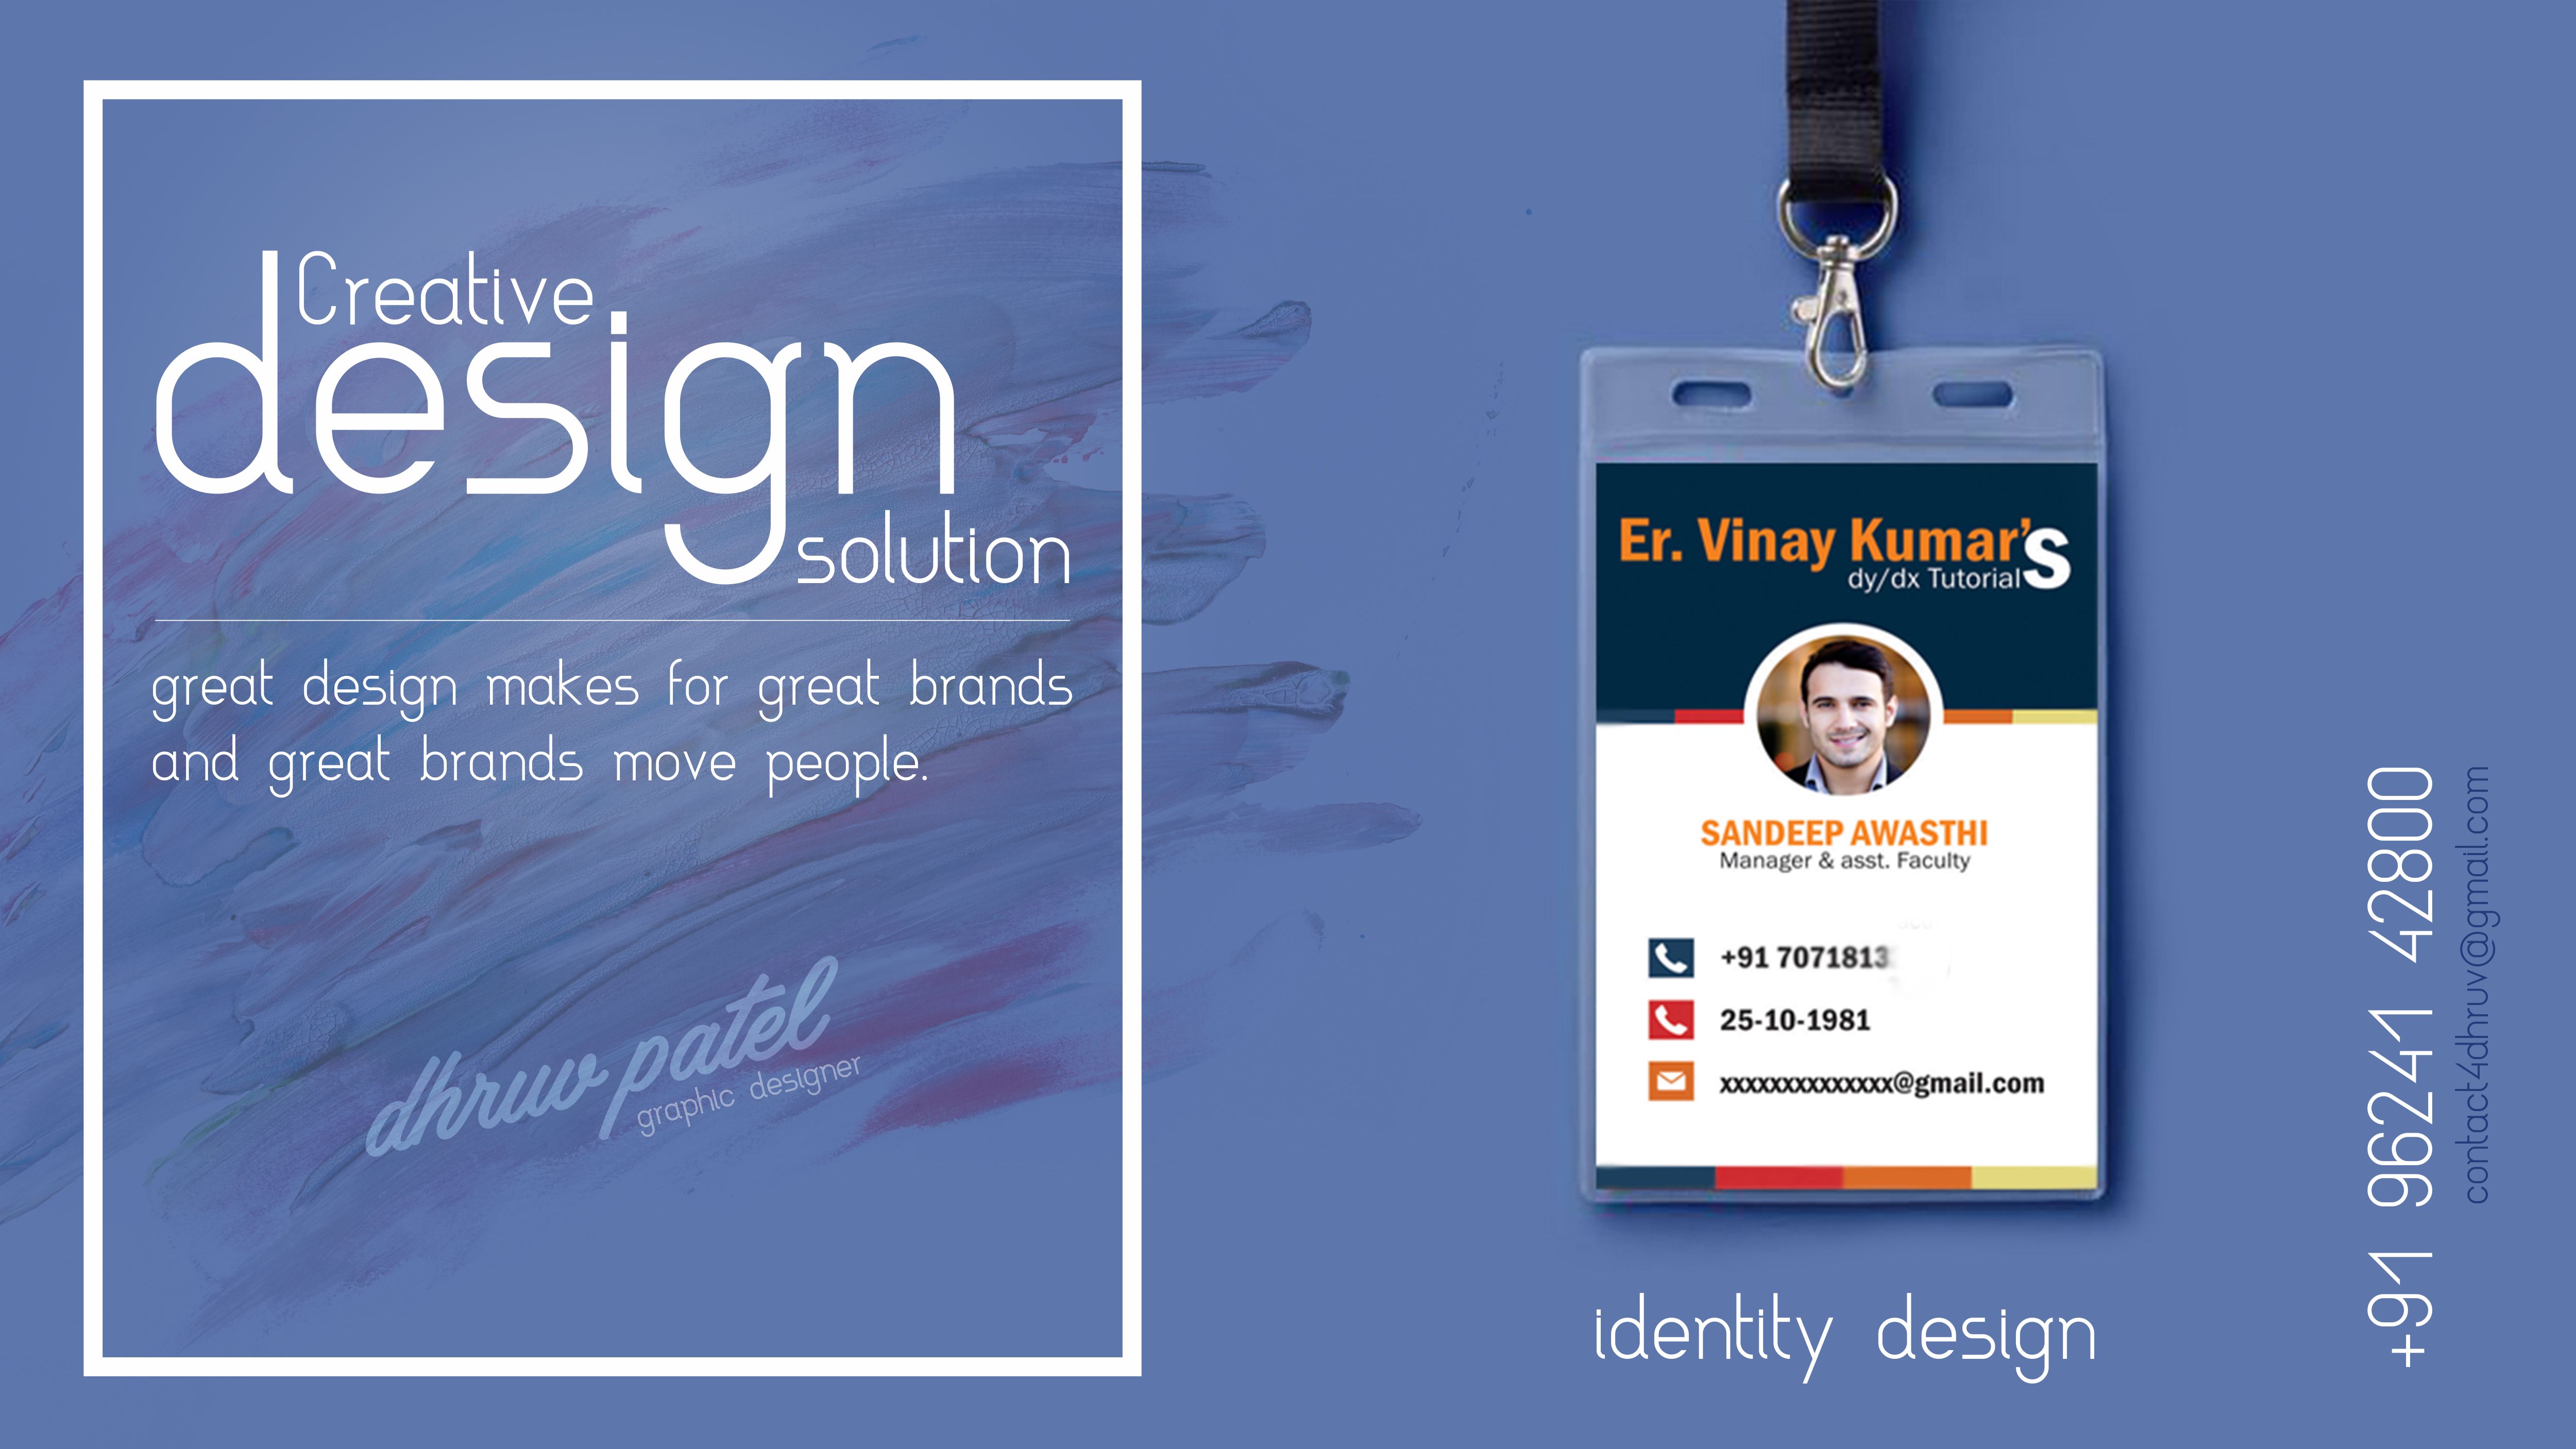 Creative
design
solution
great design makes for great brands
and great brands move people.
dhruv patel
graphic designer
Er. Vinay Kumar's
dy/dx Tutorial
SANDEEP AWASTHI
Manager & asst. Faculty
+91 7071813
25-10-1981
xxxxxxxxxxxxxx@gmail.com
identity design
+91 96241 42800
contact4dhruv@gmail.com